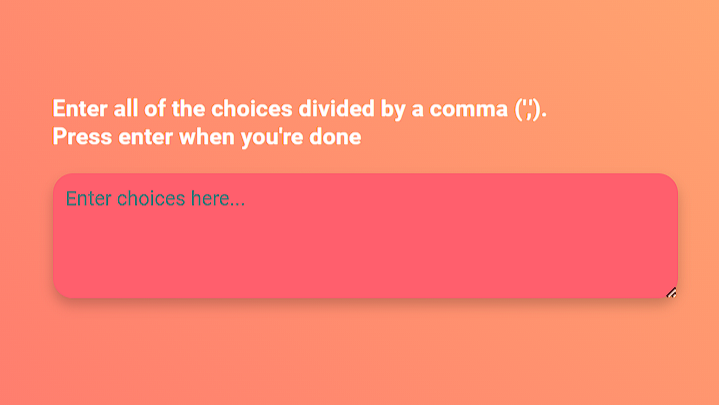 Enter all of the choices divided by a comma (',').
Press enter when you're done
Enter choices here...